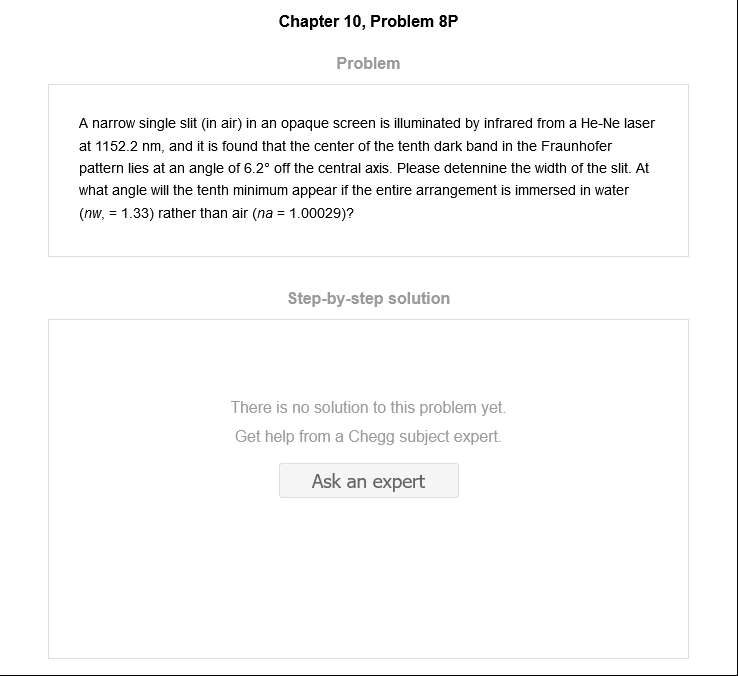 Chapter 10, Problem 8P
Problem
A narrow single slit (in air) in an opaque screen is illuminated by infrared from a He-Ne laser
at 1152.2 nm, and it is found that the center of the tenth dark band in the Fraunhofer
pattern lies at an angle of 6.2° off the central axis. Please detennine the width of the slit. At
what angle will the tenth minimum appear if the entire arrangement is immersed in water
(nw, = 1.33) rather than air (na = 1.00029)?
Step-by-step solution
There is no solution to this problem yet.
Get help from a Chegg subject expert.
Ask an expert